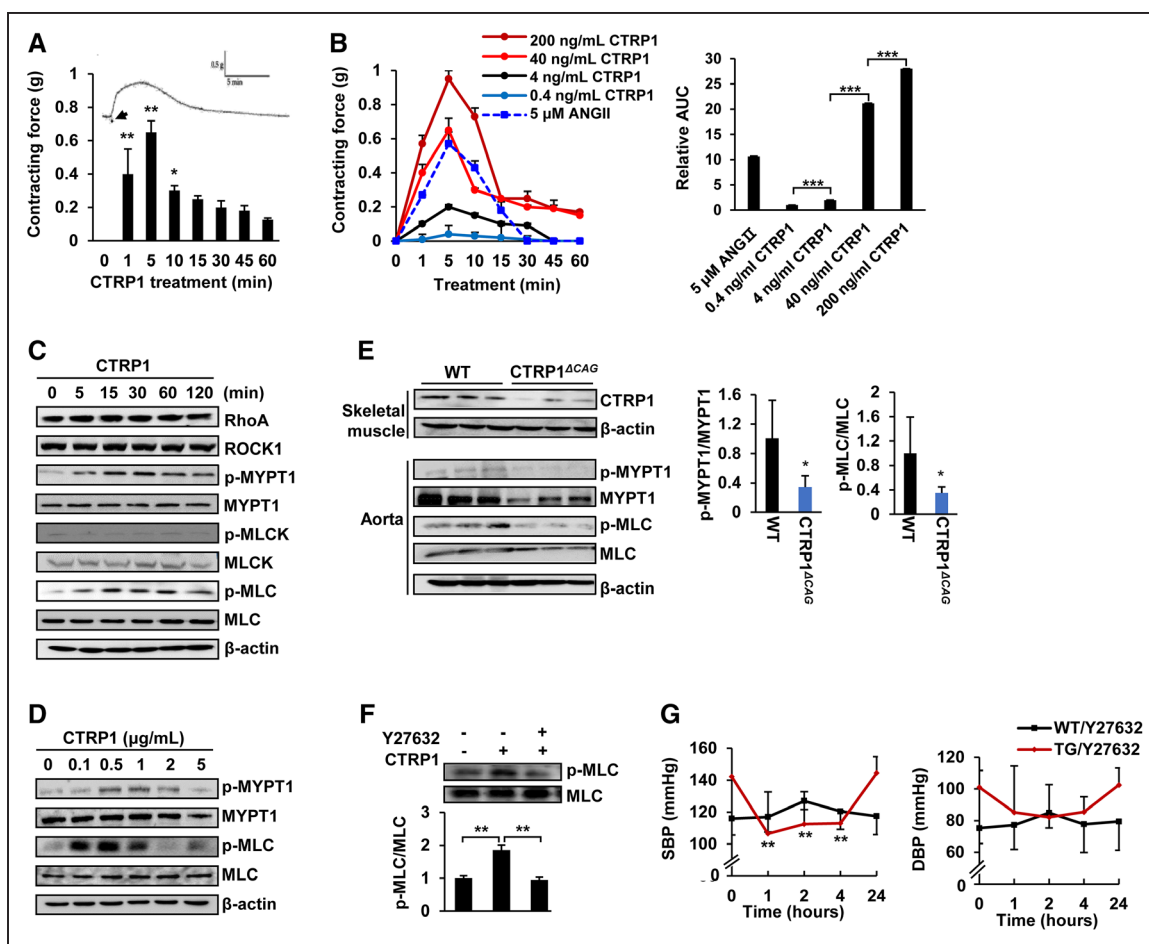 A
Contracting force (g)
1
0.8
0.6
0.4
0.2
0
0.5 g
5 min
**
**
*
0 1 5 10 15 30 45 60
CTRP1 treatment (min)
B
200 ng/mL CTRP1
40 ng/mL CTRP1
4 ng/mL CTRP1
0.4 ng/mL CTRP1
5 µM ANGII
Contracting force (g)
1
0.8
0.6
0.4
0.2
0
0 1 5 10 15 30 45 60
Treatment (min)
Relative AUC
30
25
20
15
10
5
0
***
***
***
5 µM ANGII
0.4 ng/ml CTRP1
4 ng/ml CTRP1
40 ng/ml CTRP1
200 ng/ml CTRP1
C
CTRP1
0 5 15 30 60 120 (min)
RhoA
ROCK1
p-MYPT1
MYPT1
p-MLCK
MLCK
p-MLC
MLC
β-actin
D
CTRP1 (µg/mL)
0 0.1 0.5 1 2 5
p-MYPT1
MYPT1
p-MLC
MLC
β-actin
E
WT CTRP1ΔCAG
Skeletal
muscle
CTRP1
β-actin
Aorta
p-MYPT1
MYPT1
p-MLC
MLC
β-actin
p-MYPT1/MYPT1
1.6
1.2
0.8
0.4
0
*
WT
CTRP1ΔCAG
p-MLC/MLC
2
1.6
1.2
0.8
0.4
0
*
WT
CTRP1ΔCAG
F
Y27632 - - +
CTRP1 - + +
p-MLC
MLC
p-MLC/MLC
3
2
1
0
** **
G
WT/Y27632
TG/Y27632
SBP (mmHg)
160
140
120
100
0
** ** **
0 1 2 4 24
Time (hours)
DBP (mmHg)
120
100
80
60
0
0 1 2 4 24
Time (hours)